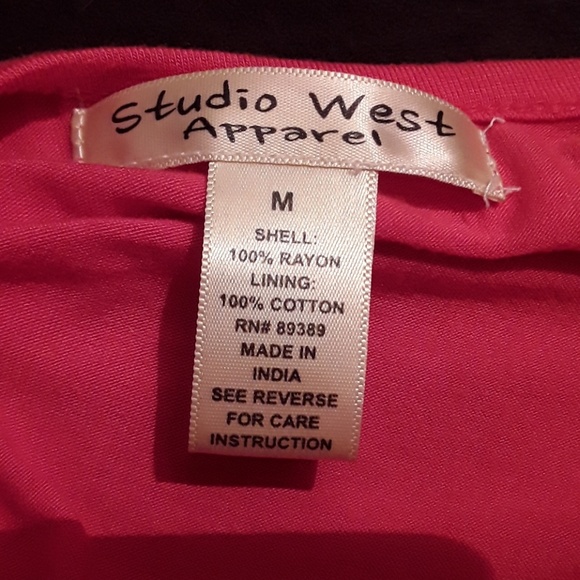 Studio West
Apparel
M
SHELL:
100% RAYON
LINING:
100% COTTON
RN# 89389
MADE IN
INDIA
SEE REVERSE
FOR CARE
INSTRUCTION